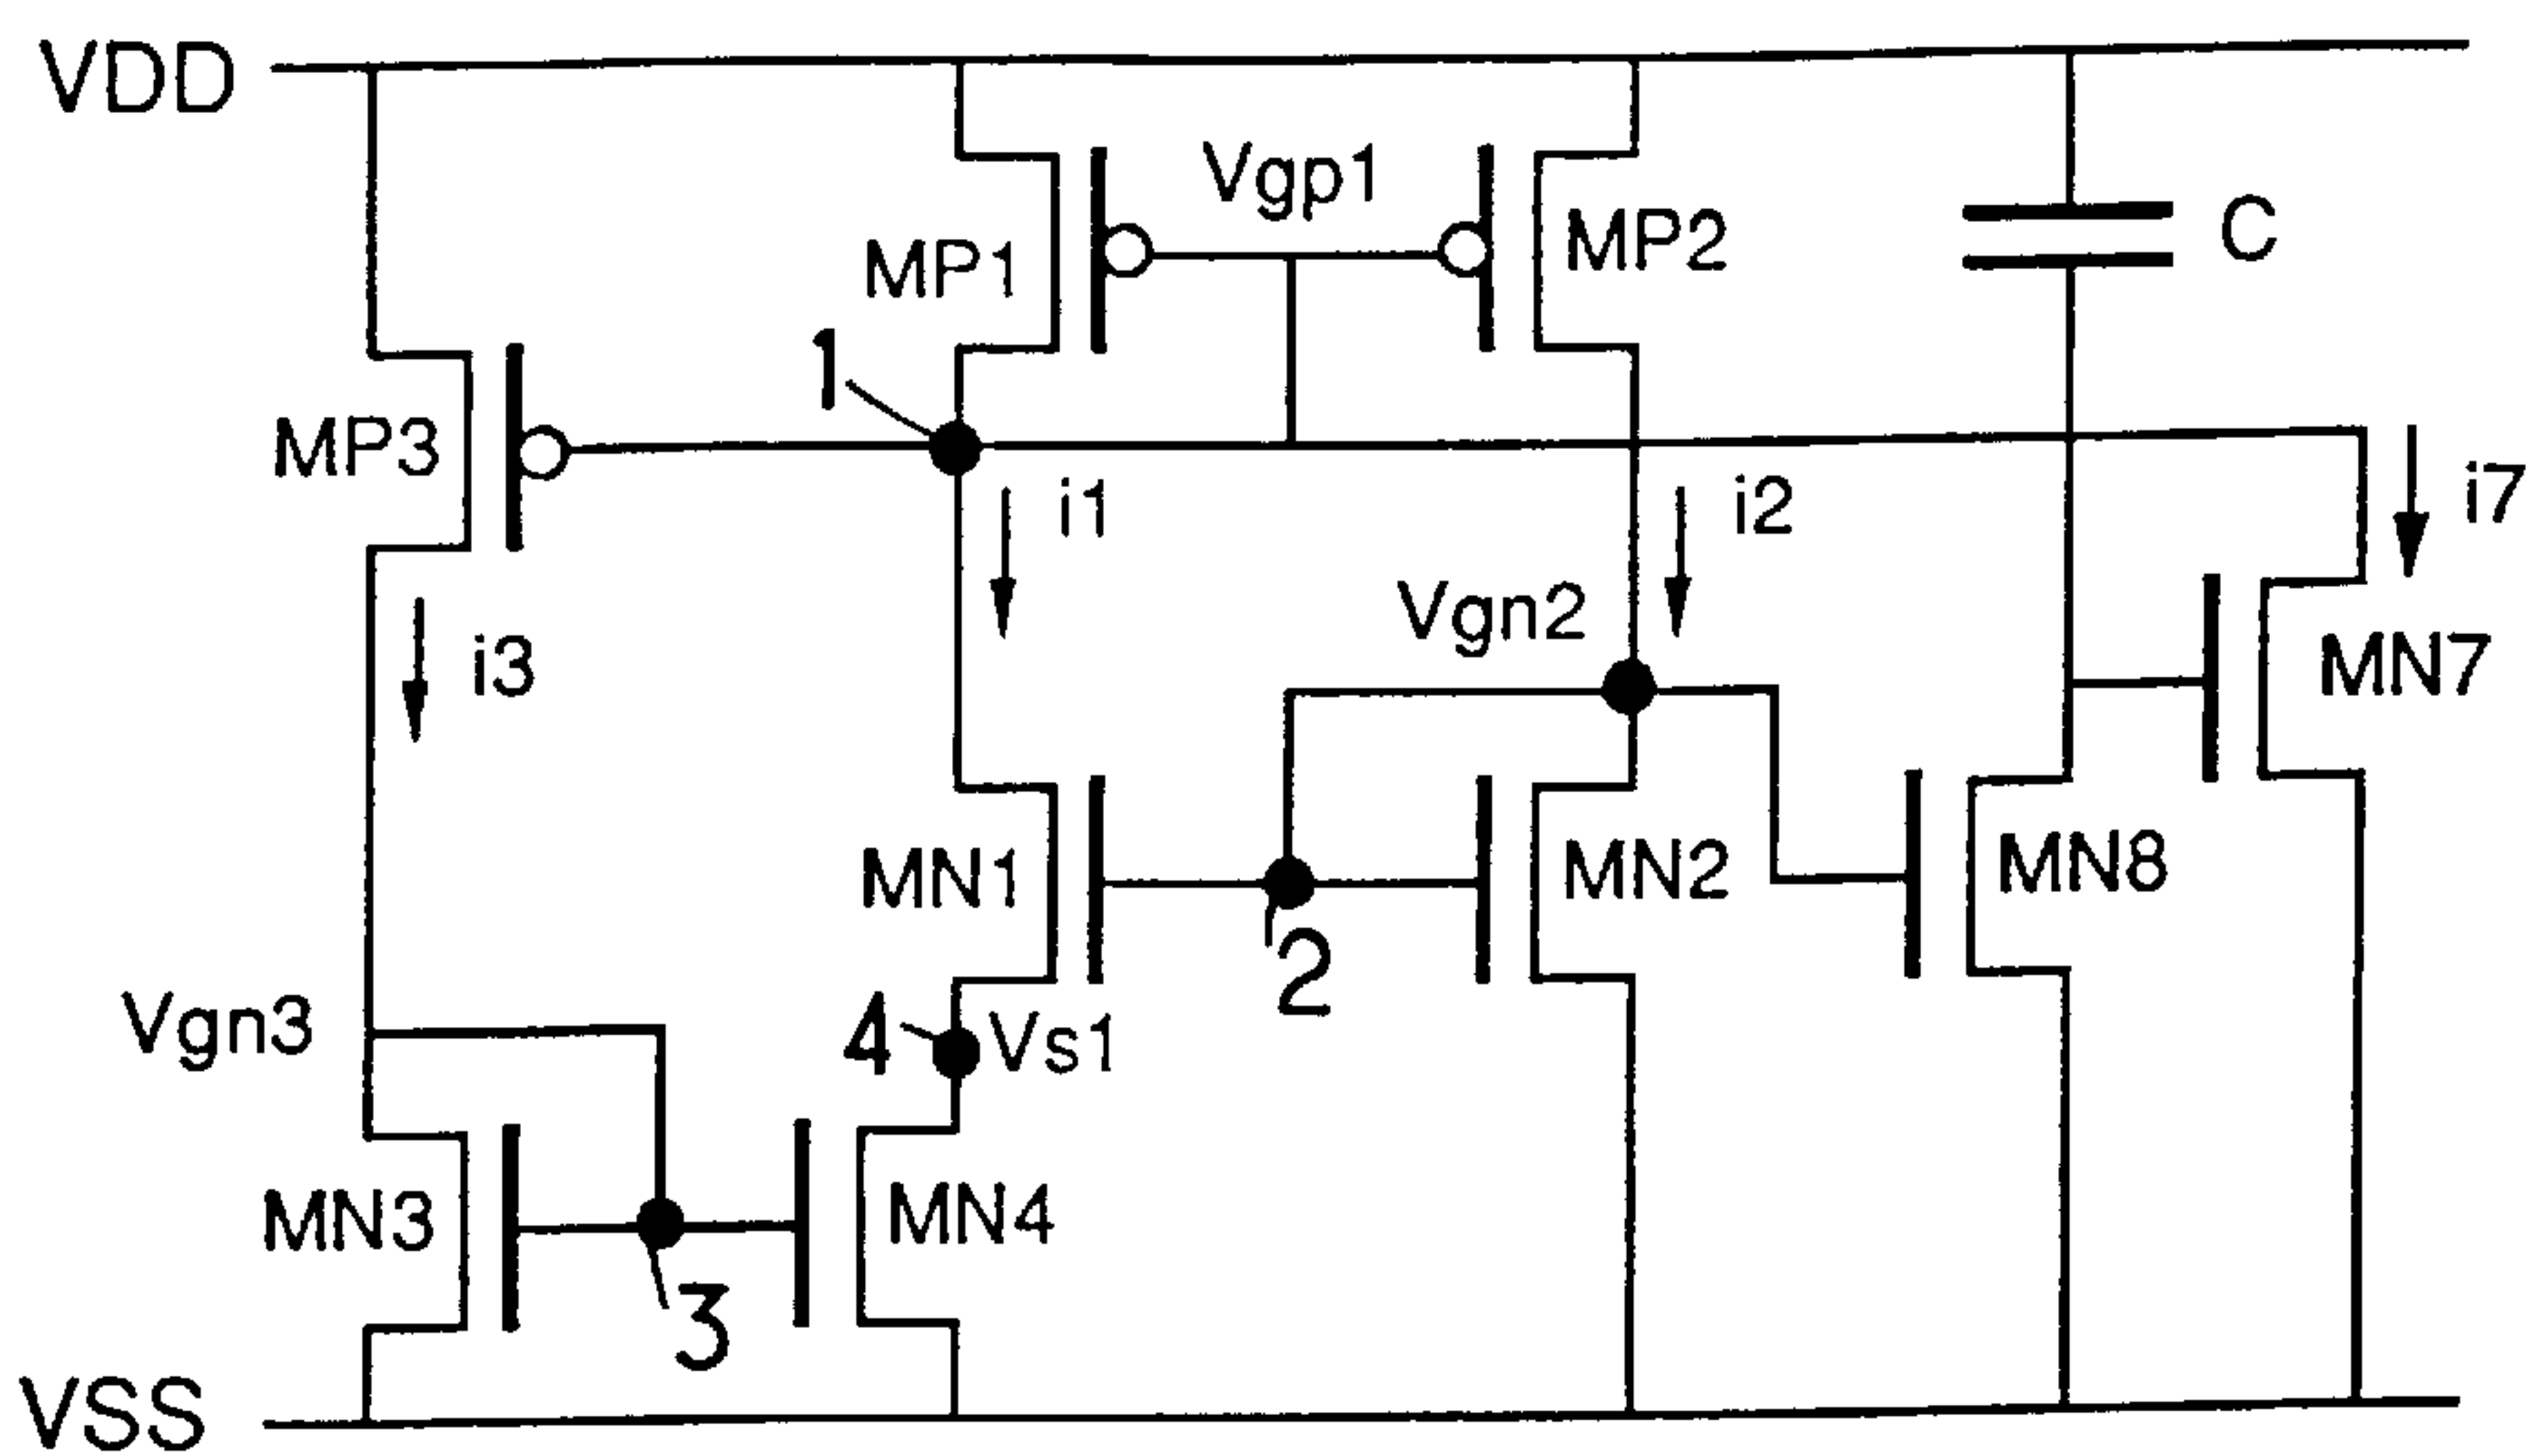 VDD
Vgp1
C
MP1
MP2
1
MP3
i1
i2
i7
Vgn2
i3
MN7
MN1
MN2
MN8
2
Vgn3
4
Vs1
MN3
MN4
3
VSS